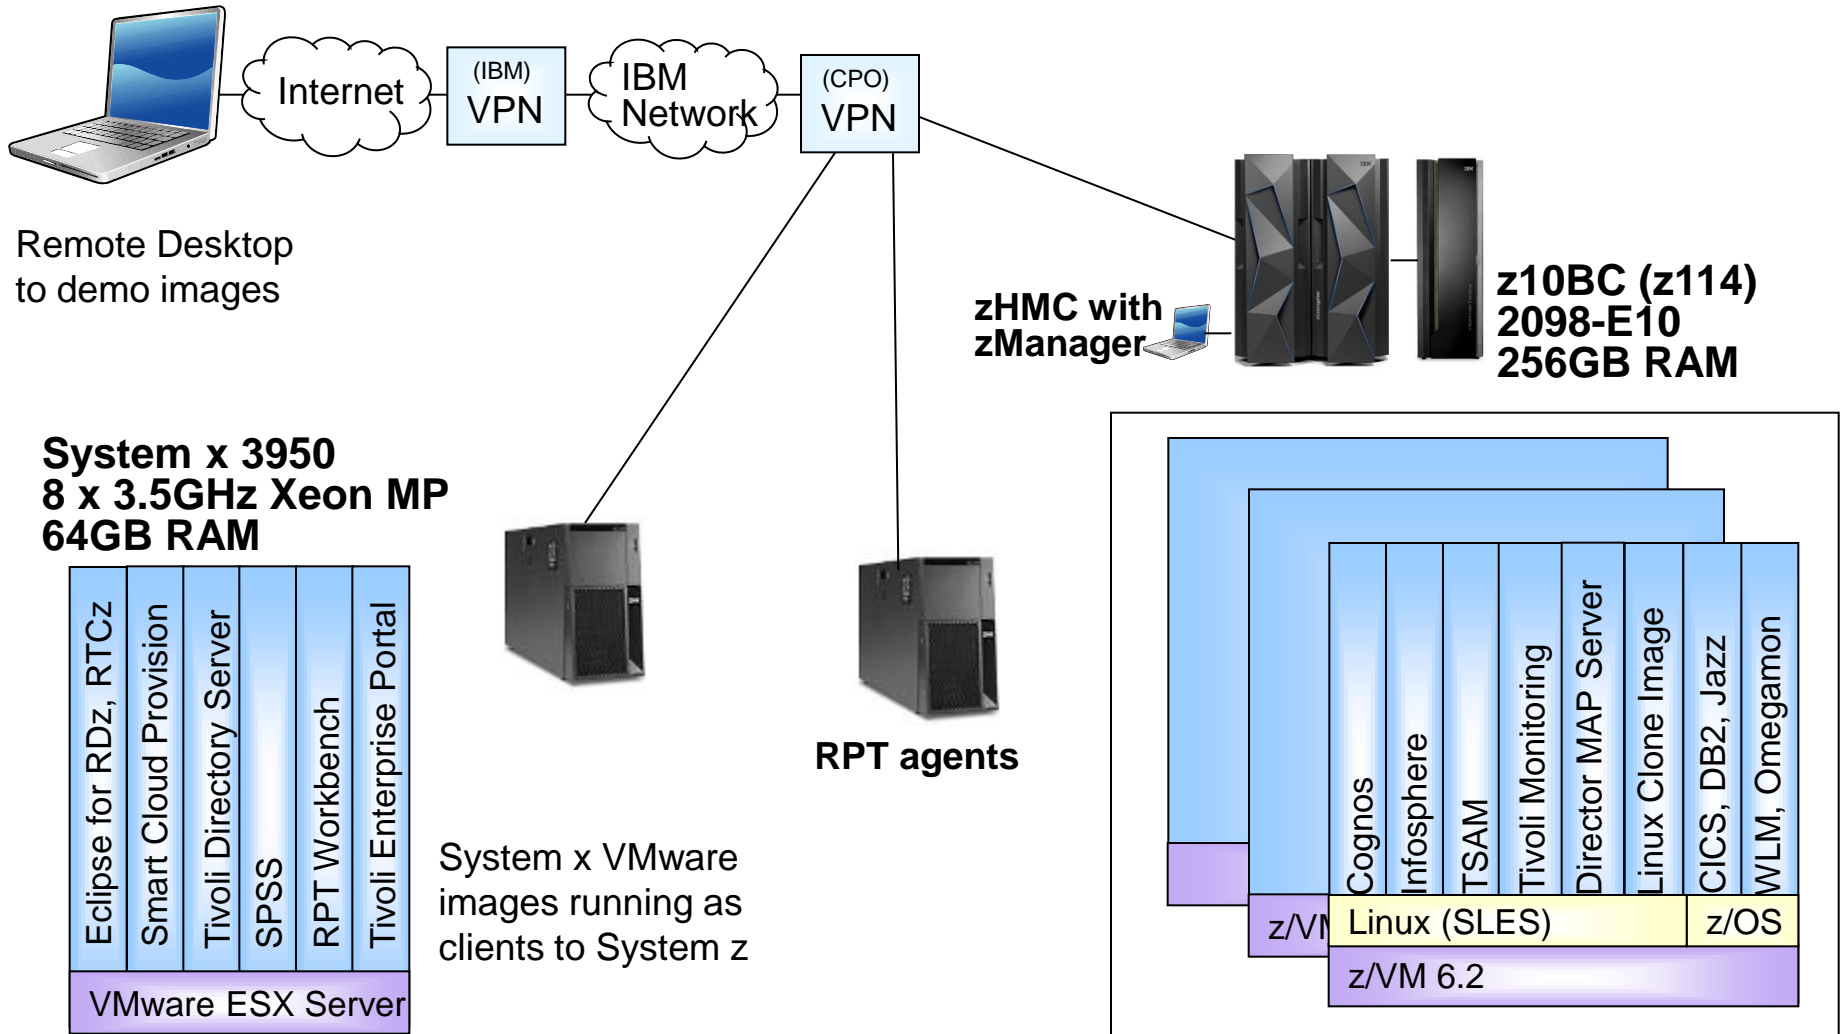 Internet
(IBM)
VPN
IBM
Network
(CPO)
VPN
Remote Desktop
to demo images
zHMC with
zManager
z10BC (z114)
2098-E10
256GB RAM
System x 3950
8 x 3.5GHz Xeon MP
64GB RAM
RPT agents
Eclipse for RDz, RTCz
Smart Cloud Provision
Tivoli Directory Server
SPSS
RPT Workbench
Tivoli Enterprise Portal
VMware ESX Server
System x VMware
images running as
clients to System z
Cognos
Infosphere
TSAM
Tivoli Monitoring
Director MAP Server
Linux Clone Image
CICS, DB2, Jazz
WLM, Omegamon
z/VM
Linux (SLES)
z/OS
z/VM 6.2